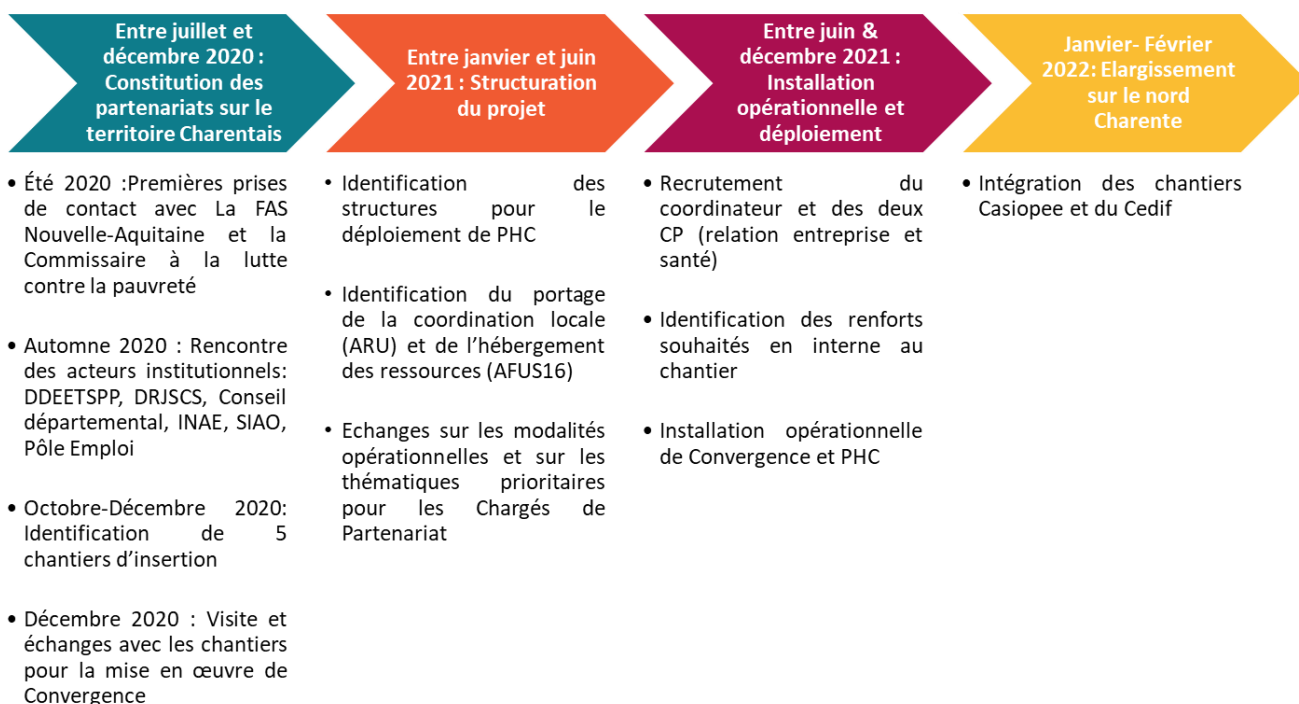 Entre juillet et
décembre 2020 :
Constitution des
partenariats sur le
territoire Charentais
• Été 2020 :Premières prises
de contact avec La FAS
Nouvelle-Aquitaine et la
Commissaire à la lutte
contre la pauvreté
• Automne 2020 : Rencontre
des acteurs institutionnels:
DDEETSPP, DRJSCS, Conseil
départemental, INAE, SIAO,
Pôle Emploi
• Octobre-Décembre 2020:
Identification de 5
chantiers d’insertion
• Décembre 2020 : Visite et
échanges avec les chantiers
pour la mise en œuvre de
Convergence
Entre janvier et juin
2021 : Structuration
du projet
• Identification des
structures pour le
déploiement de PHC
• Identification du portage
de la coordination locale
(ARU) et de l’hébergement
des ressources (AFUS16)
• Echanges sur les modalités
opérationnelles et sur les
thématiques prioritaires
pour les Chargés de
Partenariat
Entre juin &
décembre 2021 :
Installation
opérationnelle et
déploiement
• Recrutement du
coordinateur et des deux
CP (relation entreprise et
santé)
• Identification des renforts
souhaités en interne au
chantier
• Installation opérationnelle
de Convergence et PHC
Janvier- Février
2022: Elargissement
sur le nord
Charente
• Intégration des chantiers
Casiopee et du Cedif